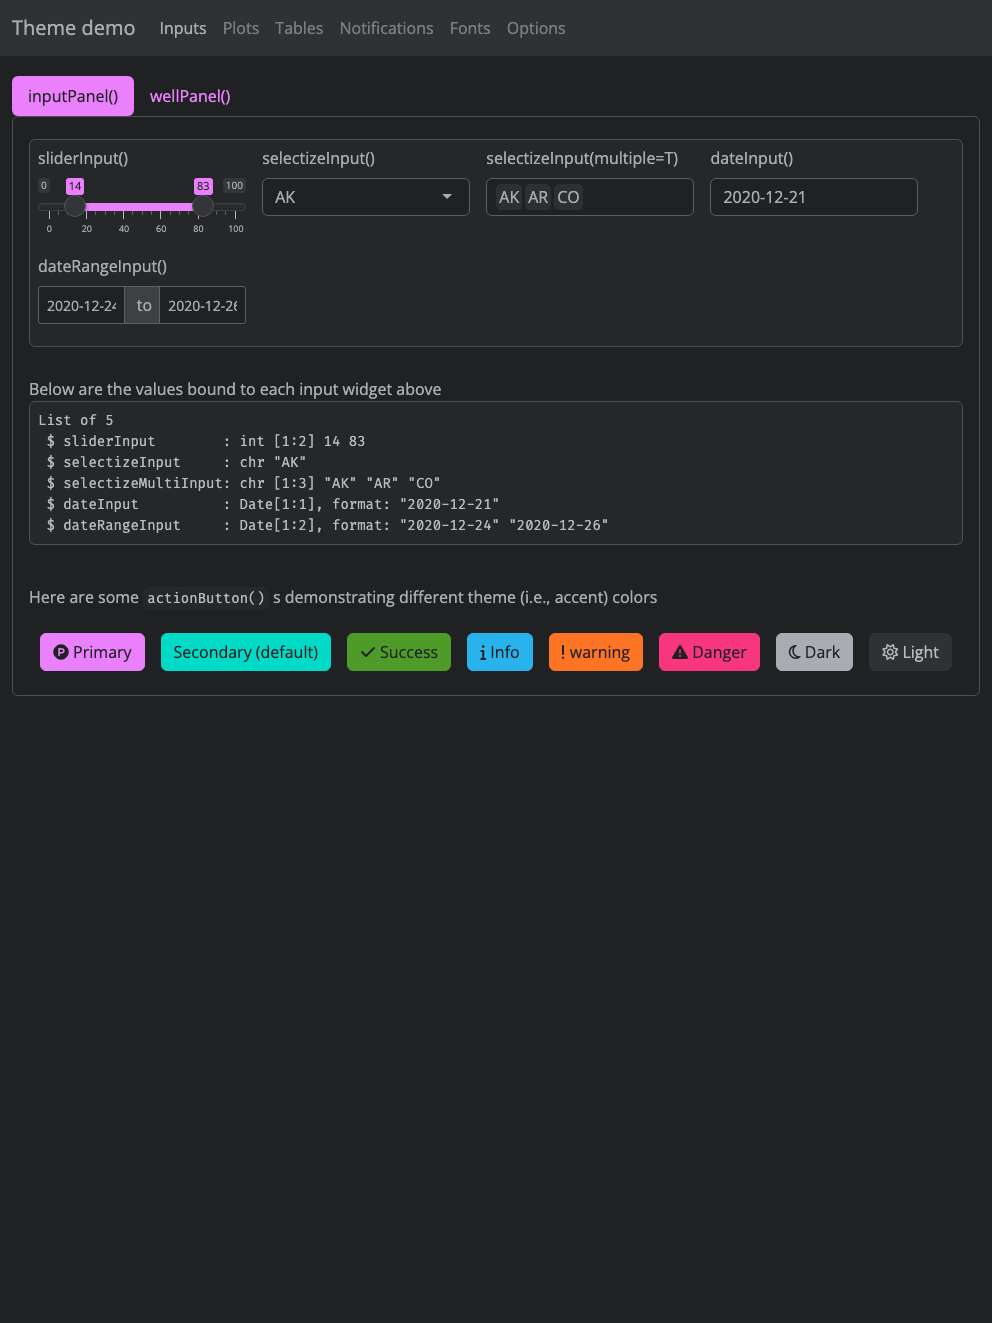 Theme demo Inputs Plots Tables Notifications Fonts Options
inputPanel() wellPanel()
sliderInput() selectizeInput() selectizeInput(multiple=T) dateInput()
0 14 83 100
AK AK AR CO 2020-12-21
0 20 40 60 80 100
dateRangeInput()
2020-12-24 to 2020-12-26
Below are the values bound to each input widget above
List of 5
$ sliderInput : int [1:2] 14 83
$ selectizeInput : chr "AK"
$ selectizeMultiInput: chr [1:3] "AK" "AR" "CO"
$ dateInput : Date[1:1], format: "2020-12-21"
$ dateRangeInput : Date[1:2], format: "2020-12-24" "2020-12-26"
Here are some actionButton() s demonstrating different theme (i.e., accent) colors
Primary Secondary (default) Success Info warning Danger Dark Light